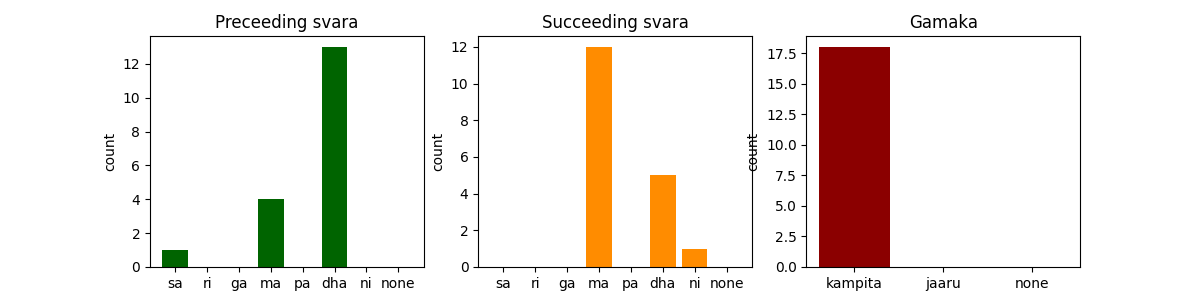 Preceeding svara
count
12
10
8
6
4
2
0
sa ri ga ma pa dha ni none
Succeeding svara
count
12
10
8
6
4
2
0
sa ri ga ma pa dha ni none
Gamaka
count
17.5
15.0
12.5
10.0
7.5
5.0
2.5
0.0
kampita jaaru none